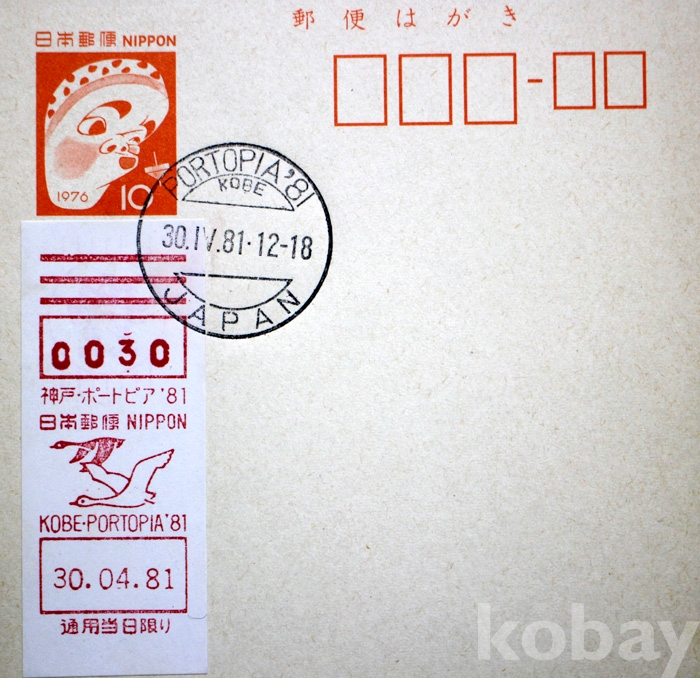 郵便はがき
日本郵便 NIPPON
1976 10
PORTOPIA'81
KOBE
30.IV.81・12-18
JAPAN
0030
神戸・ポートピア'81
日本郵便 NIPPON
KOBE・PORTOPIA'81
30.04.81
通用当日限り
kobay